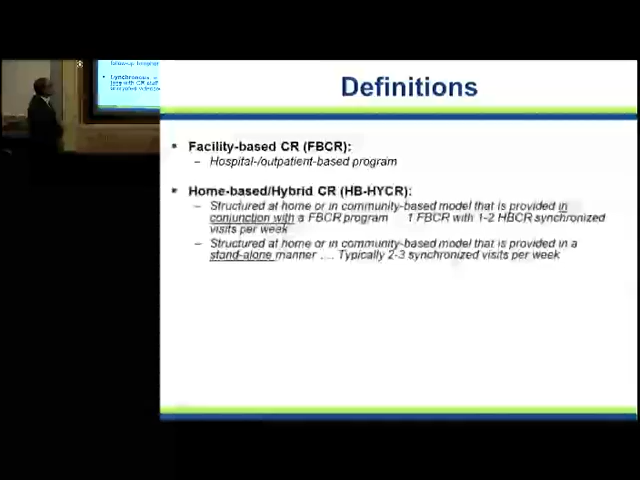 Definitions
Facility-based CR (FBCR):
– Hospital-/outpatient-based program
Home-based/Hybrid CR (HB-HYCR):
– Structured at home or in community-based model that is provided in
conjunction with a FBCR program 1 FBCR with 1-2 HBCR synchronized
visits per week
– Structured at home or in community-based model that is provided in a
stand-alone manner .... Typically 2-3 synchronized visits per week